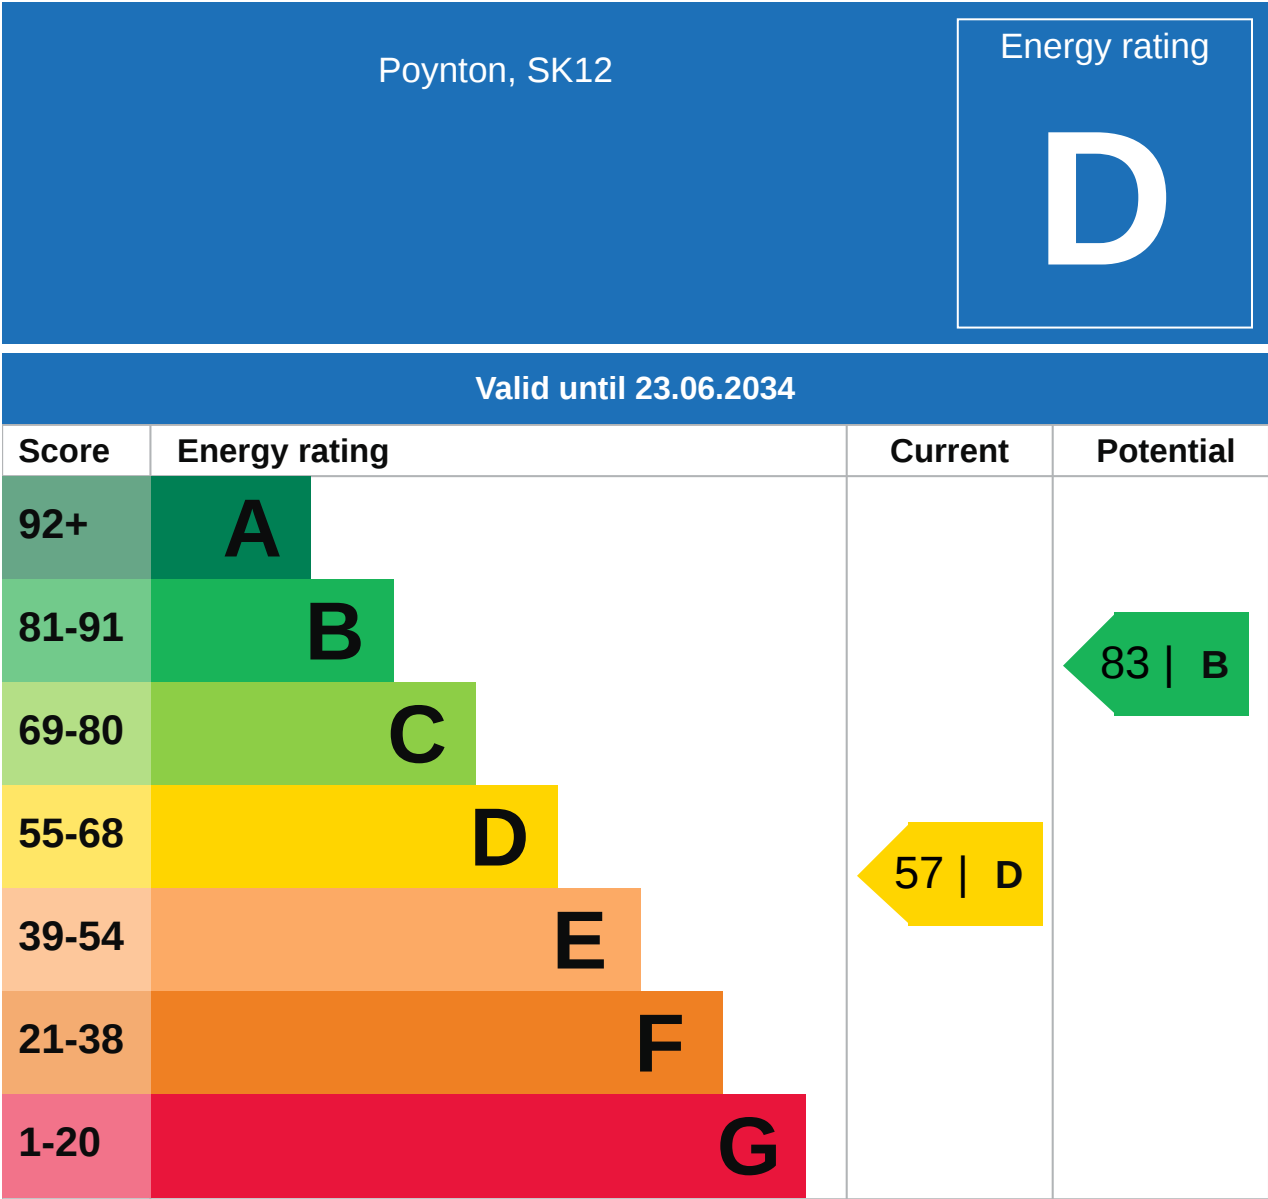 Poynton, SK12
Energy rating
D
Valid until 23.06.2034
Score Energy rating Current Potential
92+ A
81-91 B
83 | B
69-80 C
55-68 D
57 | D
39-54 E
21-38 F
1-20 G